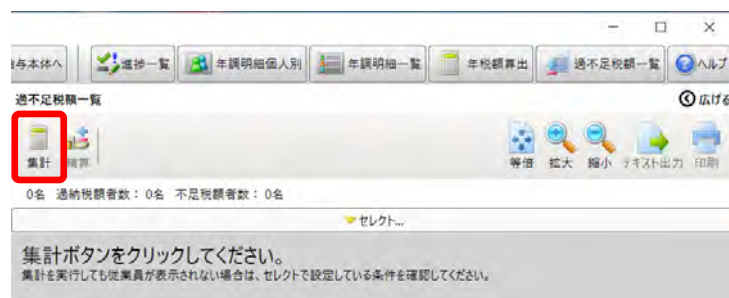 与本体へ 進捗一覧 年調明細個人別 年調明細一覧 年税額算出 過不足税額一覧 ヘルプ
過不足税額一覧 広げる
集計 精算 等倍 拡大 縮小 テキスト出力 印刷
0名 過納税額者数：0名 不足税額者数：0名
セレクト...
集計ボタンをクリックしてください。
集計を実行しても従業員が表示されない場合は、セレクトで設定している条件を確認してください。